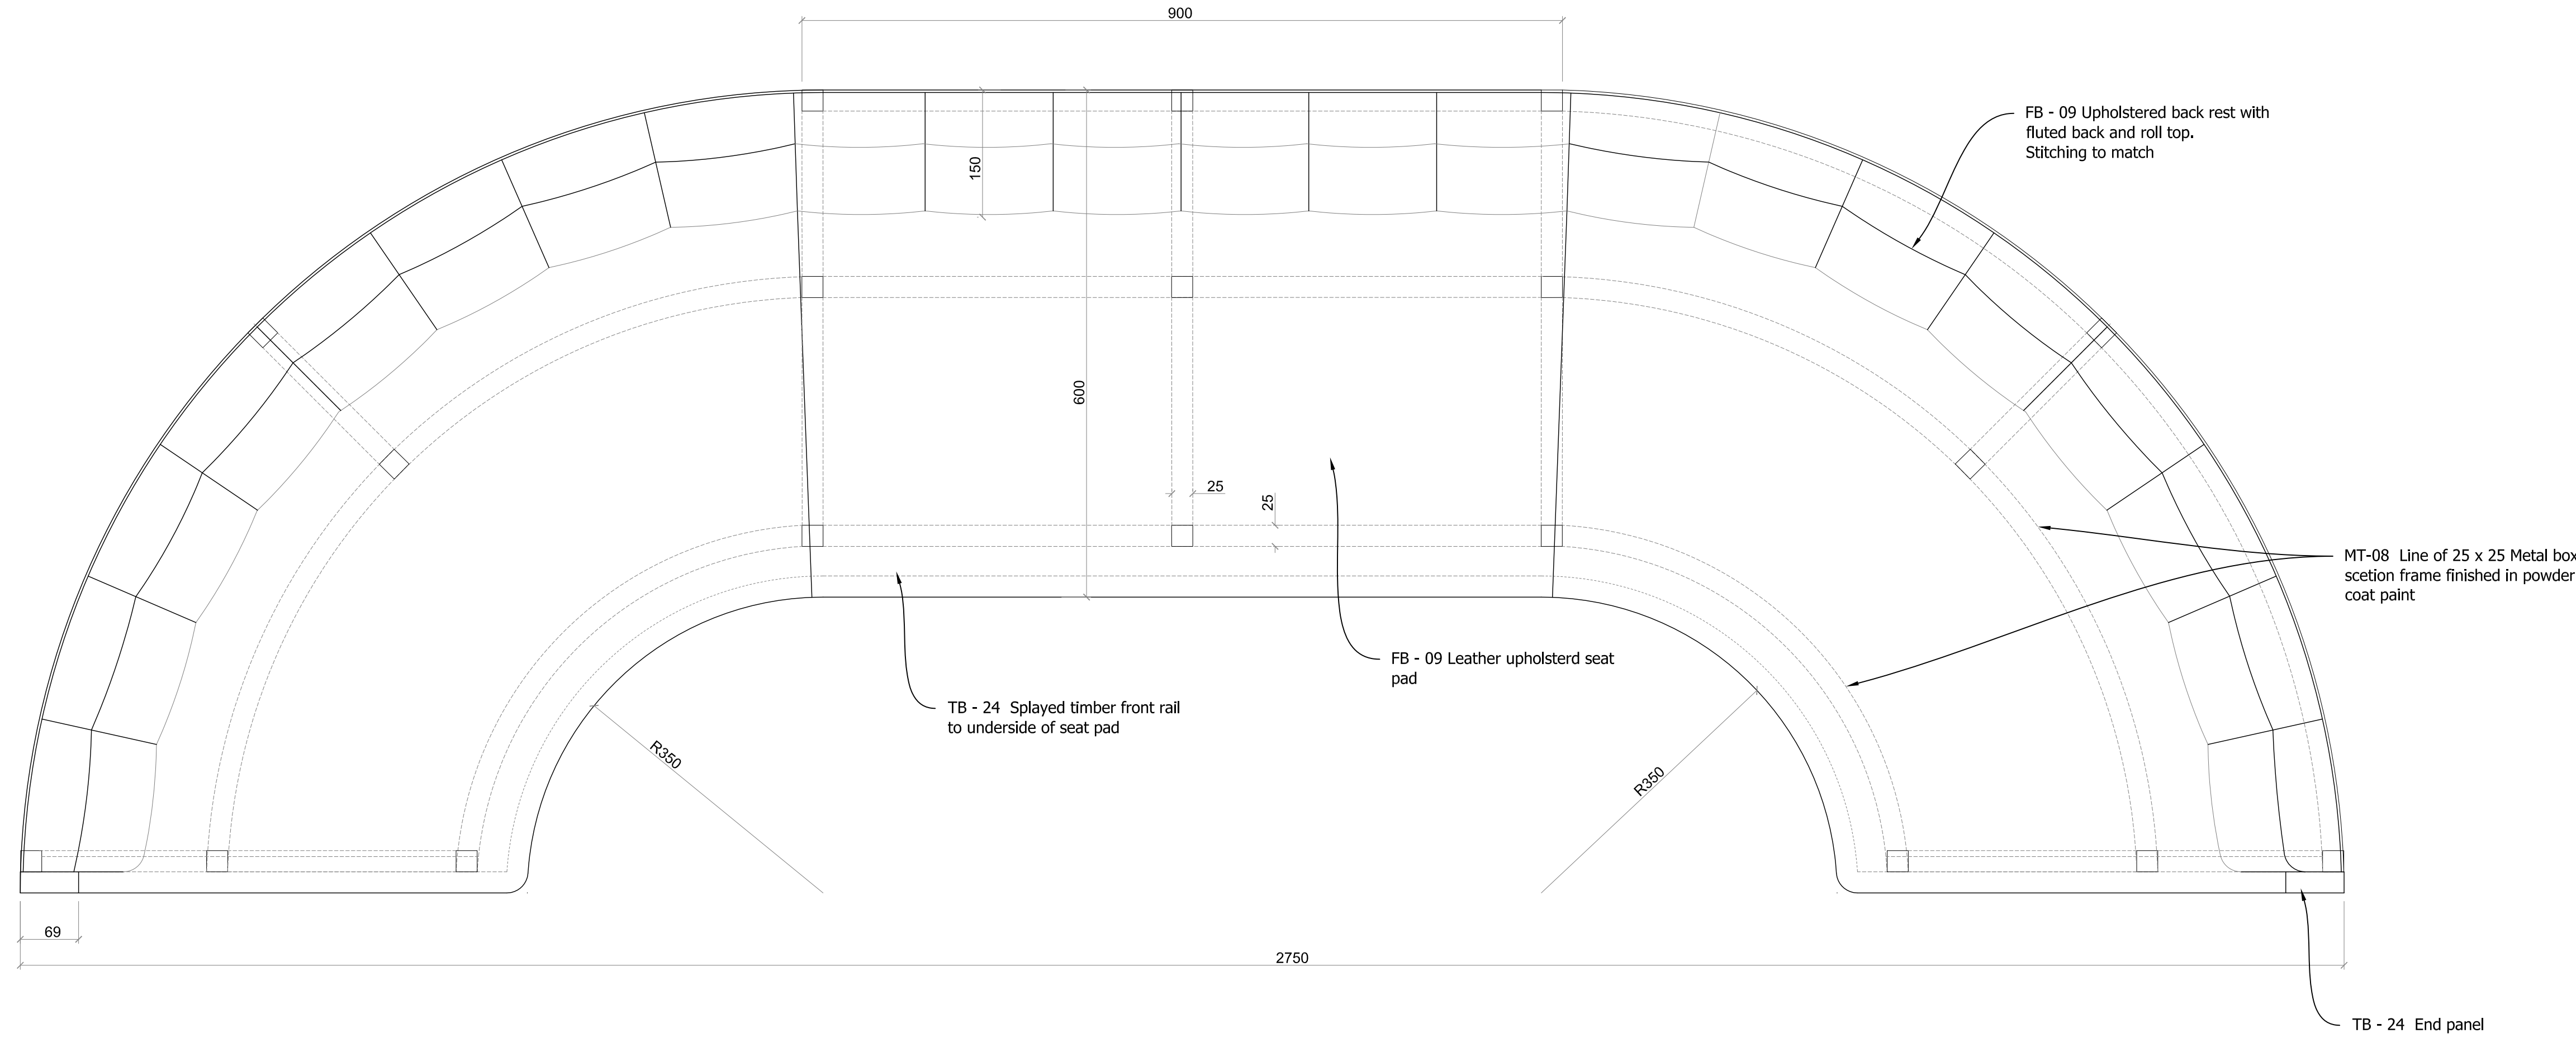 900
FB - 09 Upholstered back rest with
fluted back and roll top.
Stitching to match
150
600
25
25
MT-08  Line of 25 x 25 Metal box
scetion frame finished in powder
coat paint
FB - 09 Leather upholsterd seat
pad
TB - 24  Splayed timber front rail
to underside of seat pad
R350
R350
69
2750
TB - 24  End panel